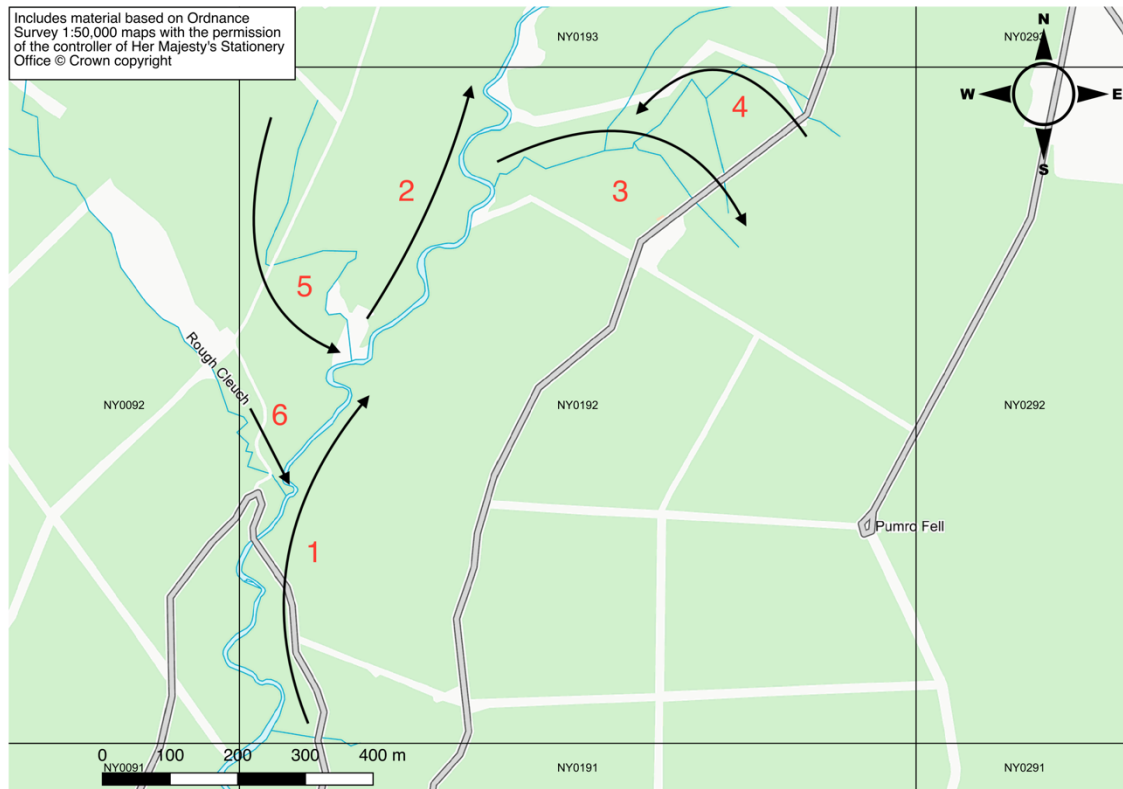 Includes material based on Ordnance
Survey 1:50,000 maps with the permission
of the controller of Her Majesty's Stationery
Office © Crown copyright
NY0193
NY0293
N
W
E
S
4
2
3
5
Rough Cleuch
NY0092
NY0192
NY0292
6
Pumro Fell
1
0 100 200 300 400 m
NY0091
NY0191
NY0291